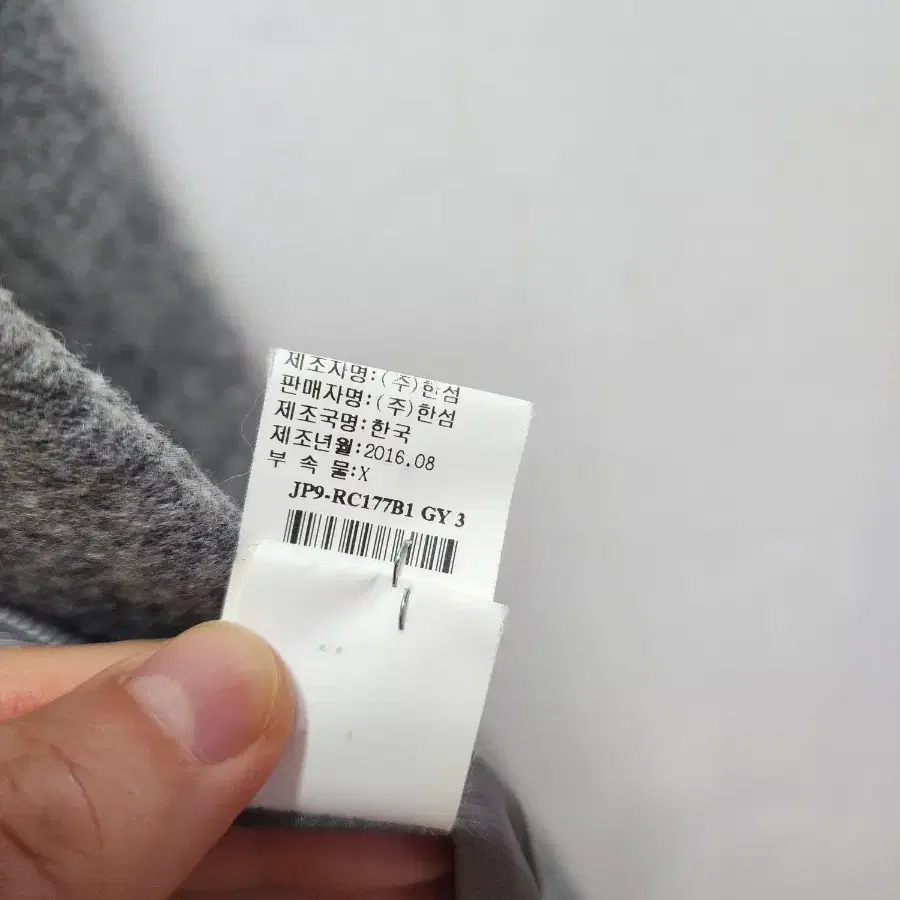 제조자명:(주)한섬
판매자명:(주)한섬
제조국명:한국
제조년월:2016.08
부 속 물:X
JP9-RC177B1 GY 3